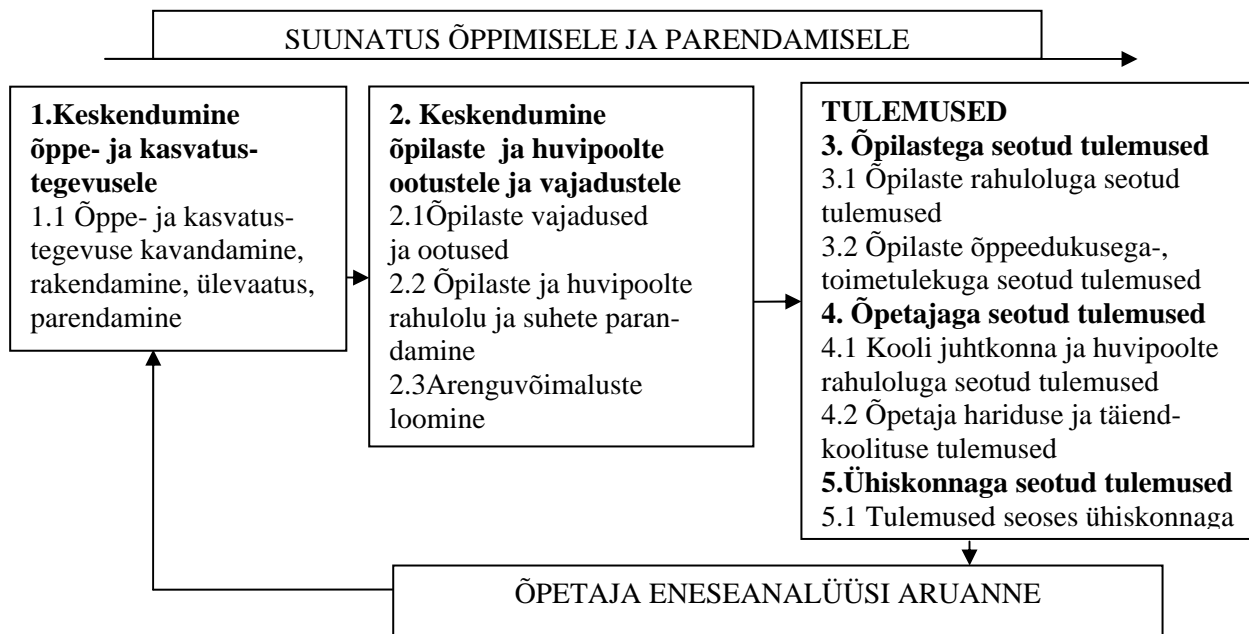 SUUNATUS ÕPPIMISELE JA PARENDAMISELE
1.Keskendumine
õppe- ja kasvatus-
tegevusele
1.1 Õppe- ja kasvatus-
tegevuse kavandamine,
rakendamine, ülevaatus,
parendamine
2. Keskendumine
õpilaste ja huvipoolte
ootustele ja vajadustele
2.1Õpilaste vajadused
ja ootused
2.2 Õpilaste ja huvipoolte
rahulolu ja suhete paran-
damine
2.3Arenguvõimaluste
loomine
TULEMUSED
3. Õpilastega seotud tulemused
3.1 Õpilaste rahuloluga seotud
tulemused
3.2 Õpilaste õppeedukusega-,
toimetulekuga seotud tulemused
4. Õpetajaga seotud tulemused
4.1 Kooli juhtkonna ja huvipoolte
rahuloluga seotud tulemused
4.2 Õpetaja hariduse ja täiend-
koolituse tulemused
5.Ühiskonnaga seotud tulemused
5.1 Tulemused seoses ühiskonnaga
ÕPETAJA ENESEANALÜÜSI ARUANNE